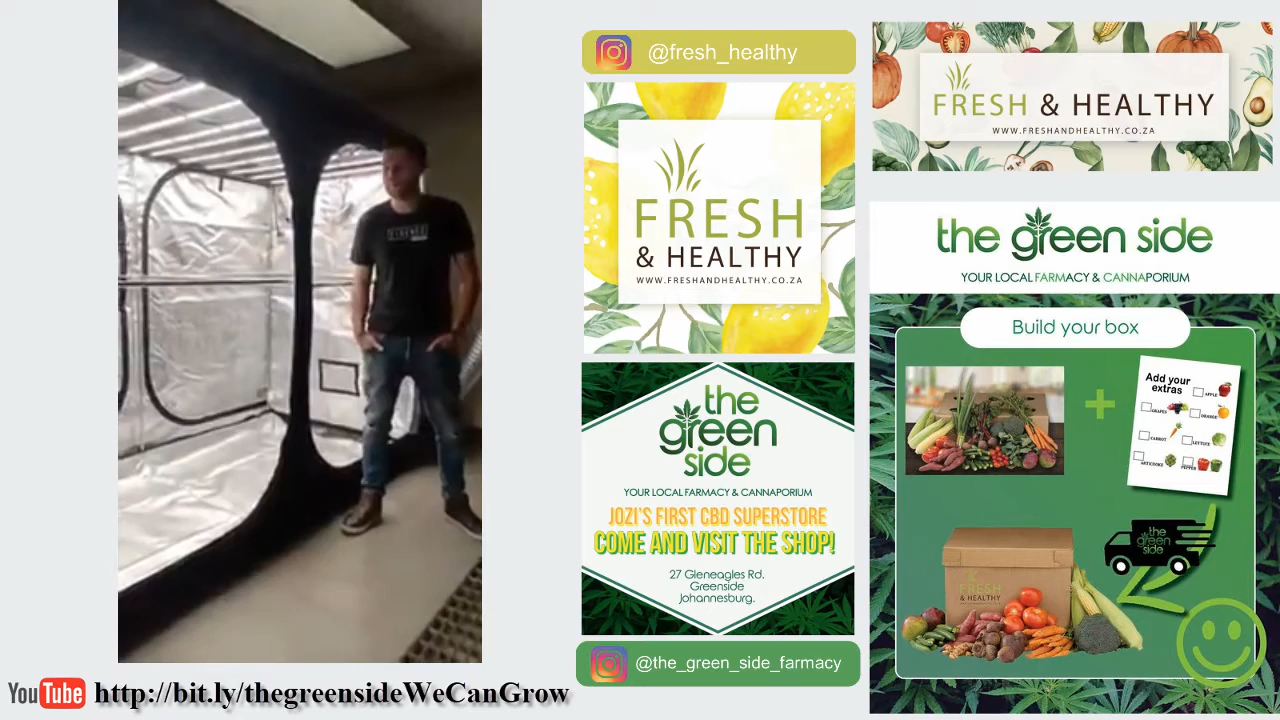 @fresh_healthy
FRESH
& HEALTHY
WWW.FRESHANDHEALTHY.CO.ZA
the
green
side
YOUR LOCAL FARMACY & CANNAPORIUM
JOZI'S FIRST CBD SUPERSTORE
COME AND VISIT THE SHOP!
27 Gleneagles Rd.
Greenside
Johannesburg.
@the_green_side_farmacy
FRESH & HEALTHY
WWW.FRESHANDHEALTHY.CO.ZA
the green side
YOUR LOCAL FARMACY & CANNAPORIUM
Build your box
+
Add your
extras
APPLE
GRAPES
ORANGE
CARROT
LETTUCE
ARTICHOKE
PEPPER
the
green
side
FRESH
& HEALTHY
YouTube http://bit.ly/thegreensideWeCanGrow